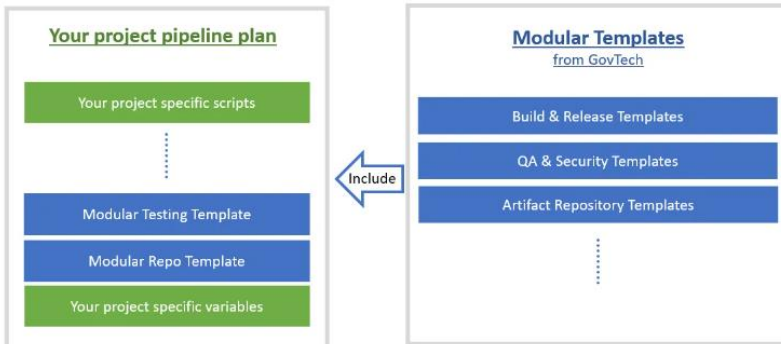 Your project pipeline plan
Your project specific scripts
Modular Testing Template
Modular Repo Template
Your project specific variables
Include
Modular Templates
from GovTech
Build & Release Templates
QA & Security Templates
Artifact Repository Templates